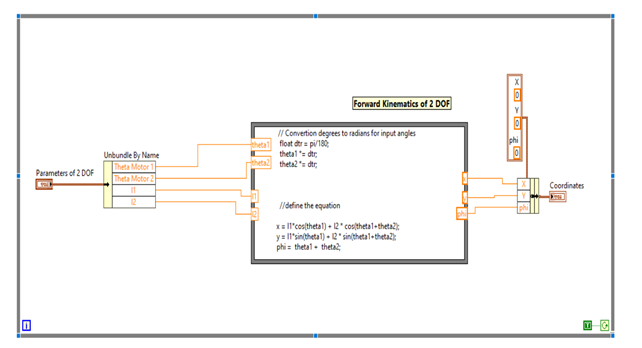 Forward Kinematics of 2 DOF
Parameters of 2 DOF
Unbundle By Name
Theta Motor 1
Theta Motor 2
l1
l2
theta1
theta2
l1
l2
// Convertion degrees to radians for input angles
float dtr = pi/180;
theta1 *= dtr;
theta2 *= dtr;
//define the equation
x = l1*cos(theta1) + l2 * cos(theta1+theta2);
y = l1*sin(theta1) + l2 * sin(theta1+theta2);
phi = theta1 + theta2;
x
y
phi
X
0
Y
0
phi
0
X
Y
phi
Coordinates
i